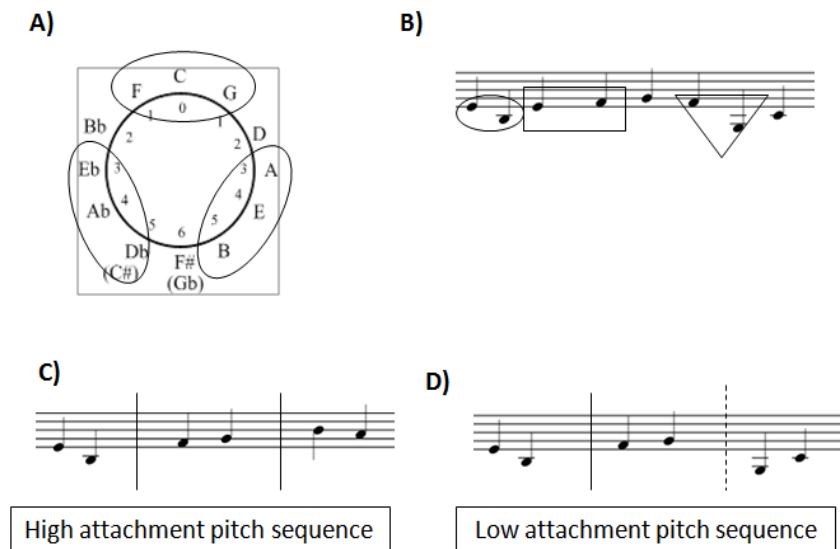 A)
B)
C
F
G
0
1
1
Bb
D
2
2
Eb
A
3
3
Ab
E
4
4
5
5
6
Db
B
(C#)
F#
(Gb)
C)
D)
High attachment pitch sequence
Low attachment pitch sequence